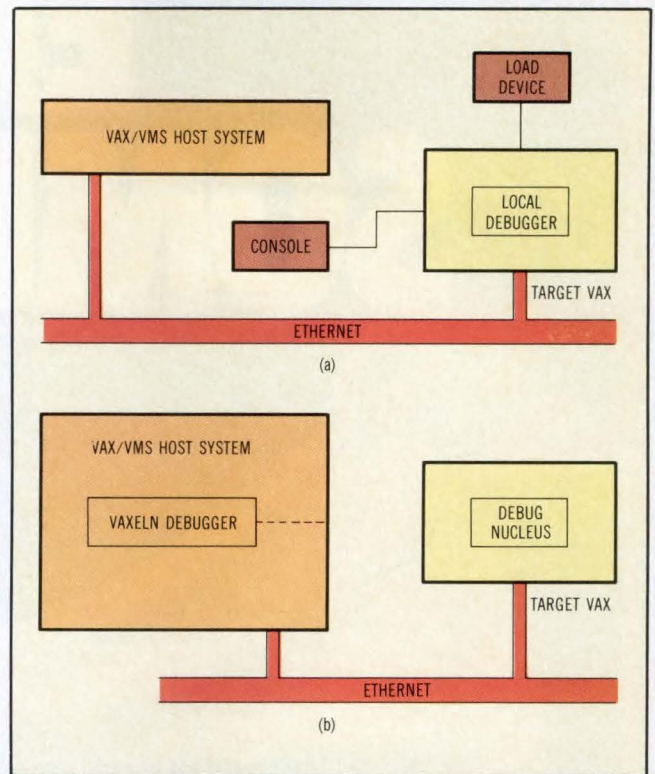 LOAD
DEVICE
VAX/VMS HOST SYSTEM
LOCAL
DEBUGGER
CONSOLE
TARGET VAX
ETHERNET
(a)
VAX/VMS HOST SYSTEM
VAXELN DEBUGGER
DEBUG
NUCLEUS
TARGET VAX
ETHERNET
(b)